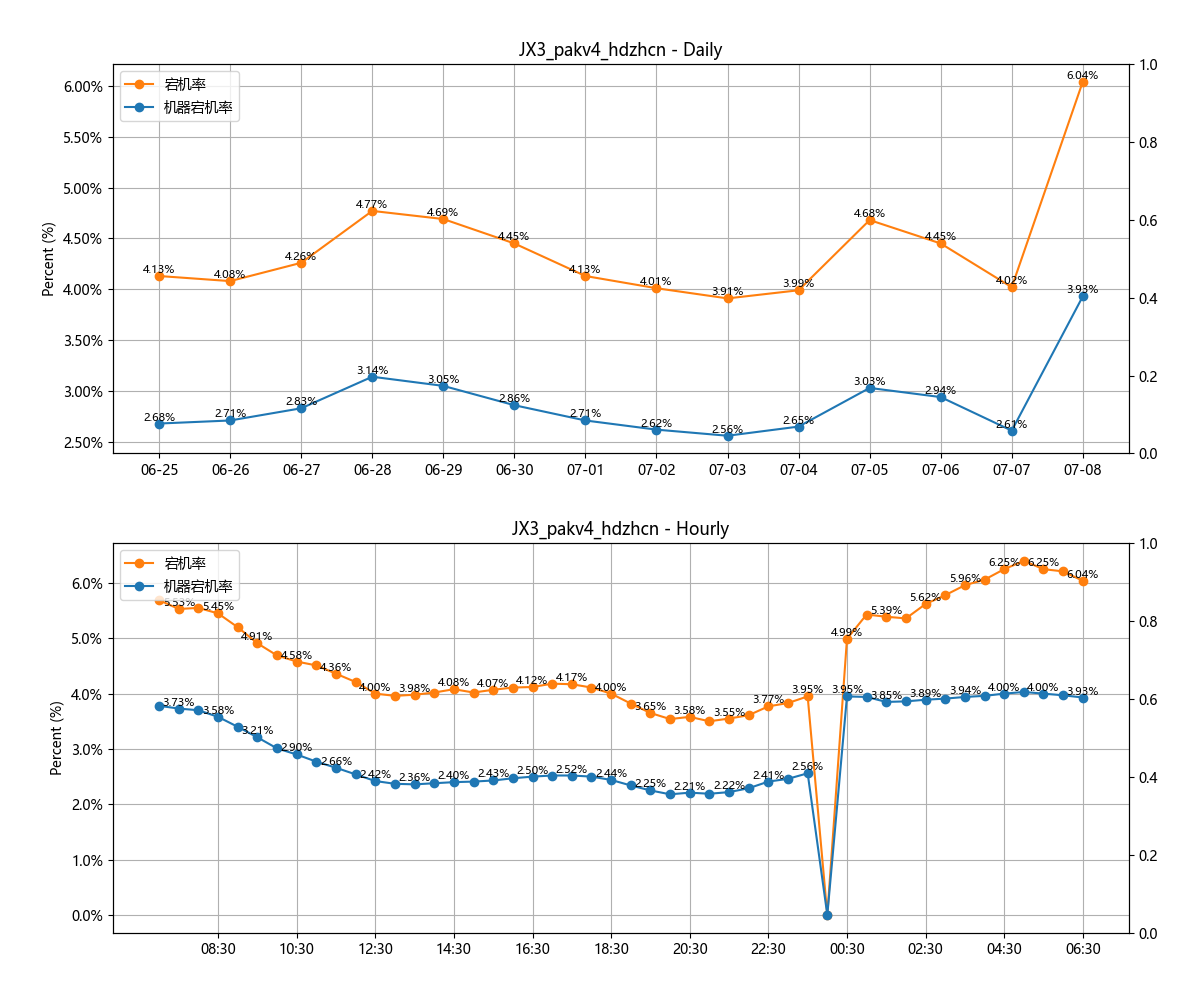 JX3_pakv4_hdzhcn - Daily
宕机率
机器宕机率
Percent (%)
6.00%
5.50%
5.00%
4.50%
4.00%
3.50%
3.00%
2.50%
1.0
0.8
0.6
0.4
0.2
0.0
4.13% 4.08% 4.26% 4.77% 4.69% 4.45% 4.13% 4.01% 3.91% 3.99% 4.68% 4.45% 4.02% 6.04%
2.68% 2.71% 2.83% 3.14% 3.05% 2.86% 2.71% 2.62% 2.56% 2.65% 3.03% 2.94% 2.61% 3.93%
06-25 06-26 06-27 06-28 06-29 06-30 07-01 07-02 07-03 07-04 07-05 07-06 07-07 07-08
JX3_pakv4_hdzhcn - Hourly
宕机率
机器宕机率
Percent (%)
6.0%
5.0%
4.0%
3.0%
2.0%
1.0%
0.0%
1.0
0.8
0.6
0.4
0.2
0.0
5.53% 5.45% 4.91% 4.58% 4.36% 4.00% 3.98% 4.08% 4.07% 4.12% 4.17% 4.00% 3.65% 3.58% 3.55% 3.77% 3.95% 4.99% 5.39% 5.62% 5.96% 6.25% 6.25% 6.04%
3.73% 3.58% 3.21% 2.90% 2.66% 2.42% 2.36% 2.40% 2.43% 2.50% 2.52% 2.44% 2.25% 2.21% 2.22% 2.41% 2.56% 3.95% 3.85% 3.89% 3.94% 4.00% 4.00% 3.93%
08:30 10:30 12:30 14:30 16:30 18:30 20:30 22:30 00:30 02:30 04:30 06:30